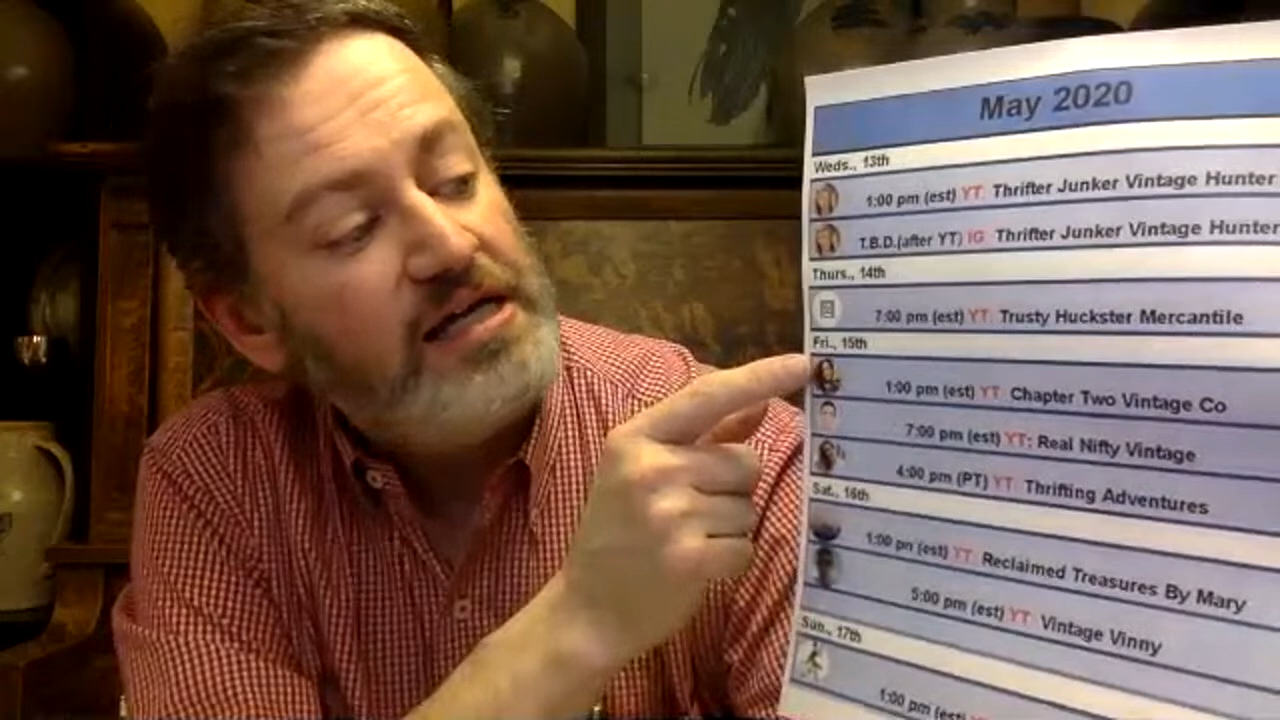 May 2020
Weds., 13th
1:00 pm (est) YT: Thrifter Junker Vintage Hunter
T.B.D.(after YT) IG: Thrifter Junker Vintage Hunter
Thurs., 14th
7:00 pm (est) YT: Trusty Huckster Mercantile
Fri., 15th
1:00 pm (est) YT: Chapter Two Vintage Co
7:00 pm (est) YT: Real Nifty Vintage
4:00 pm (PT) YT: Thrifting Adventures
Sat., 16th
1:00 pm (est) YT: Reclaimed Treasures By Mary
5:00 pm (est) YT: Vintage Vinny
Sun., 17th
1:00 pm (est)